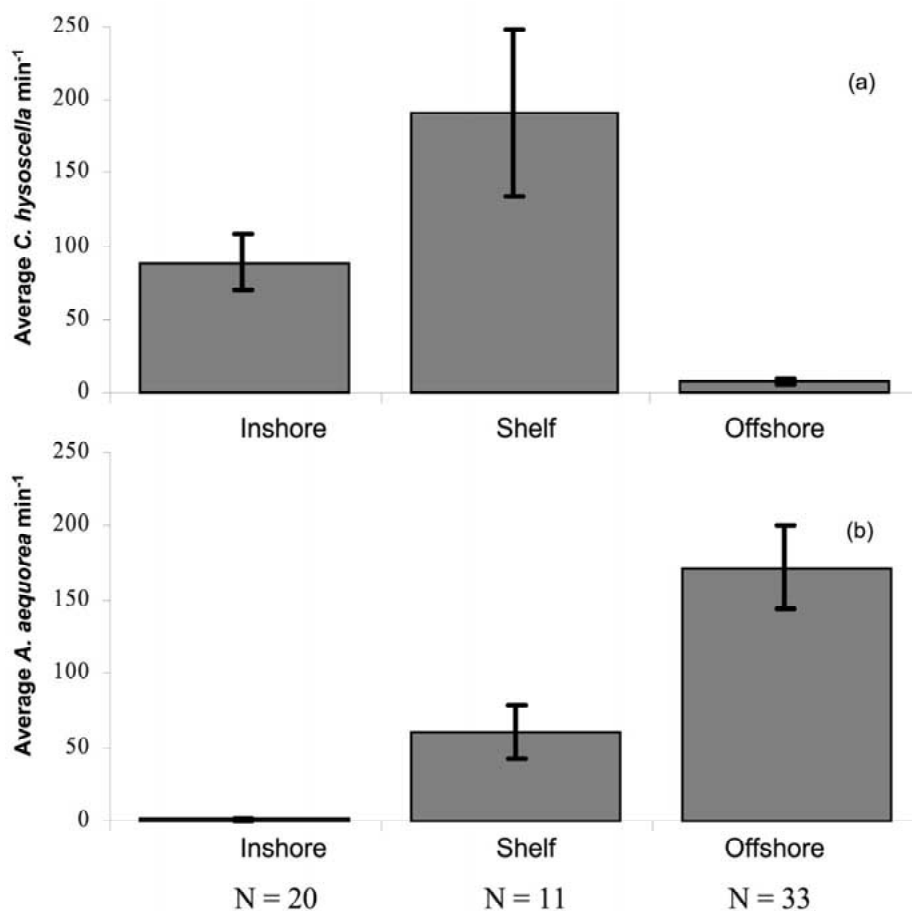 250
(a)
200
150
100
50
0
Average C. hysoscella min⁻¹
Inshore Shelf Offshore
250
200
(b)
150
100
50
0
Average A. aequorea min⁻¹
Inshore Shelf Offshore
N = 20 N = 11 N = 33